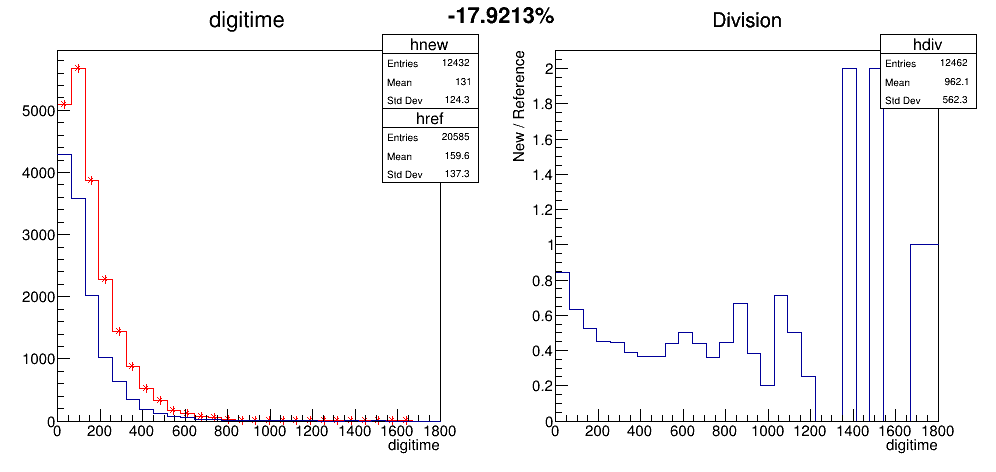 -17.9213%
digitime
hnew
Entries 12432
Mean 131
Std Dev 124.3
href
Entries 20585
Mean 159.6
Std Dev 137.3
5000
4000
3000
2000
1000
0
0 200 400 600 800 1000 1200 1400 1600 1800
digitime
Division
hdiv
Entries 12462
Mean 962.1
Std Dev 562.3
New / Reference
2
1.8
1.6
1.4
1.2
1
0.8
0.6
0.4
0.2
0
0 200 400 600 800 1000 1200 1400 1600 1800
digitime